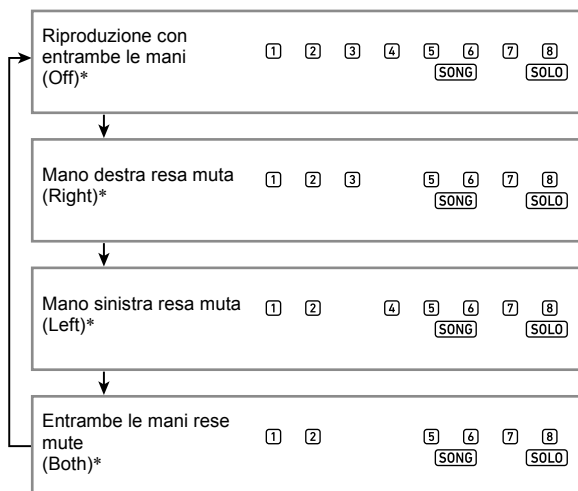 Riproduzione con
entrambe le mani
(Off)*
1 2 3 4 5 6 7 8
SONG SOLO
Mano destra resa muta
(Right)*
1 2 3 5 6 7 8
SONG SOLO
Mano sinistra resa muta
(Left)*
1 2 4 5 6 7 8
SONG SOLO
Entrambe le mani rese
mute
(Both)*
1 2 5 6 7 8
SONG SOLO